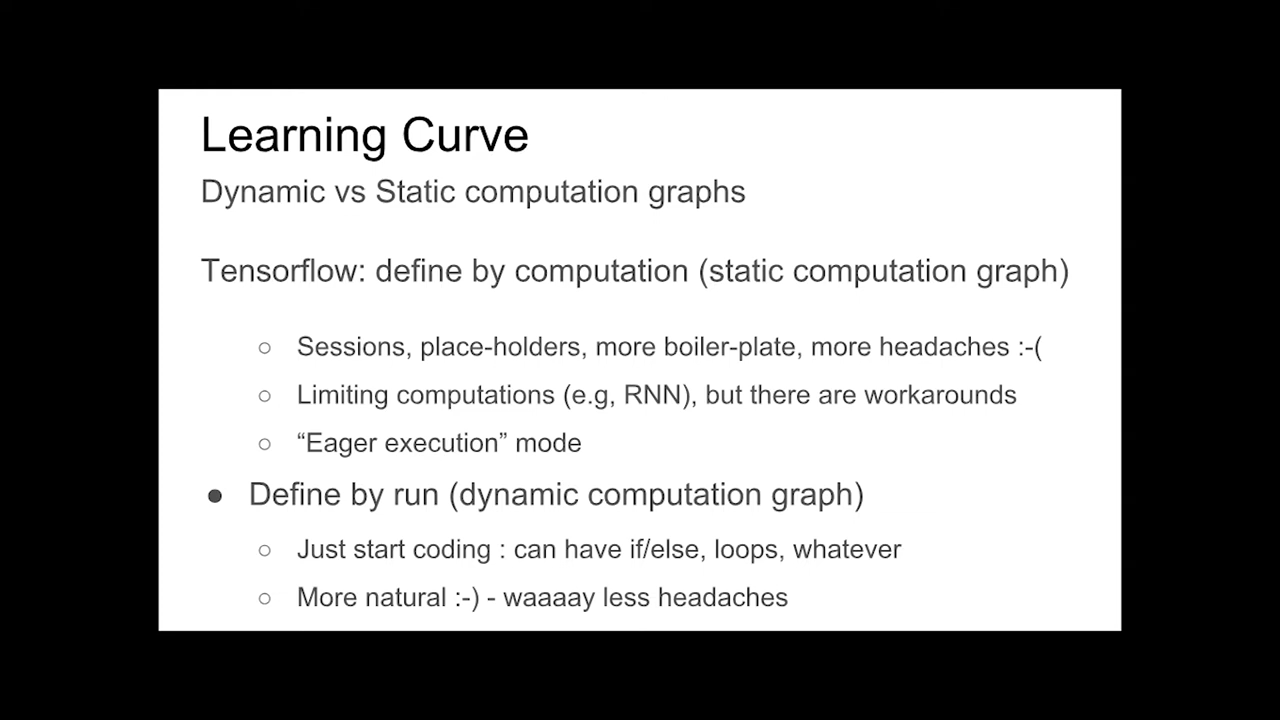 Learning Curve
Dynamic vs Static computation graphs
Tensorflow: define by computation (static computation graph)
○ Sessions, place-holders, more boiler-plate, more headaches :-(
○ Limiting computations (e.g, RNN), but there are workarounds
○ “Eager execution” mode
● Define by run (dynamic computation graph)
○ Just start coding : can have if/else, loops, whatever
○ More natural :-) - waaaay less headaches